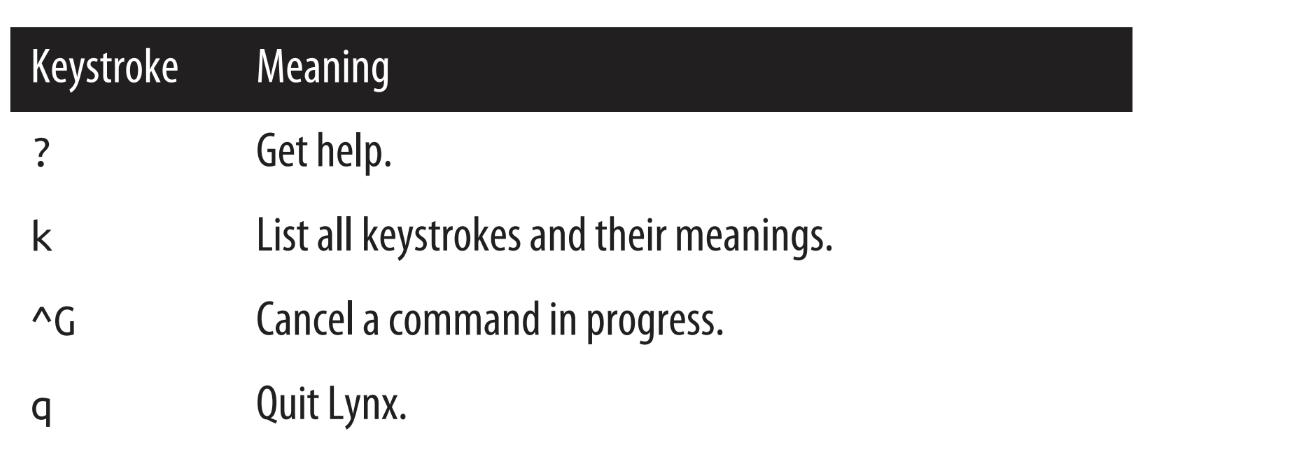 Keystroke Meaning
? Get help.
k List all keystrokes and their meanings.
^G Cancel a command in progress.
q Quit Lynx.